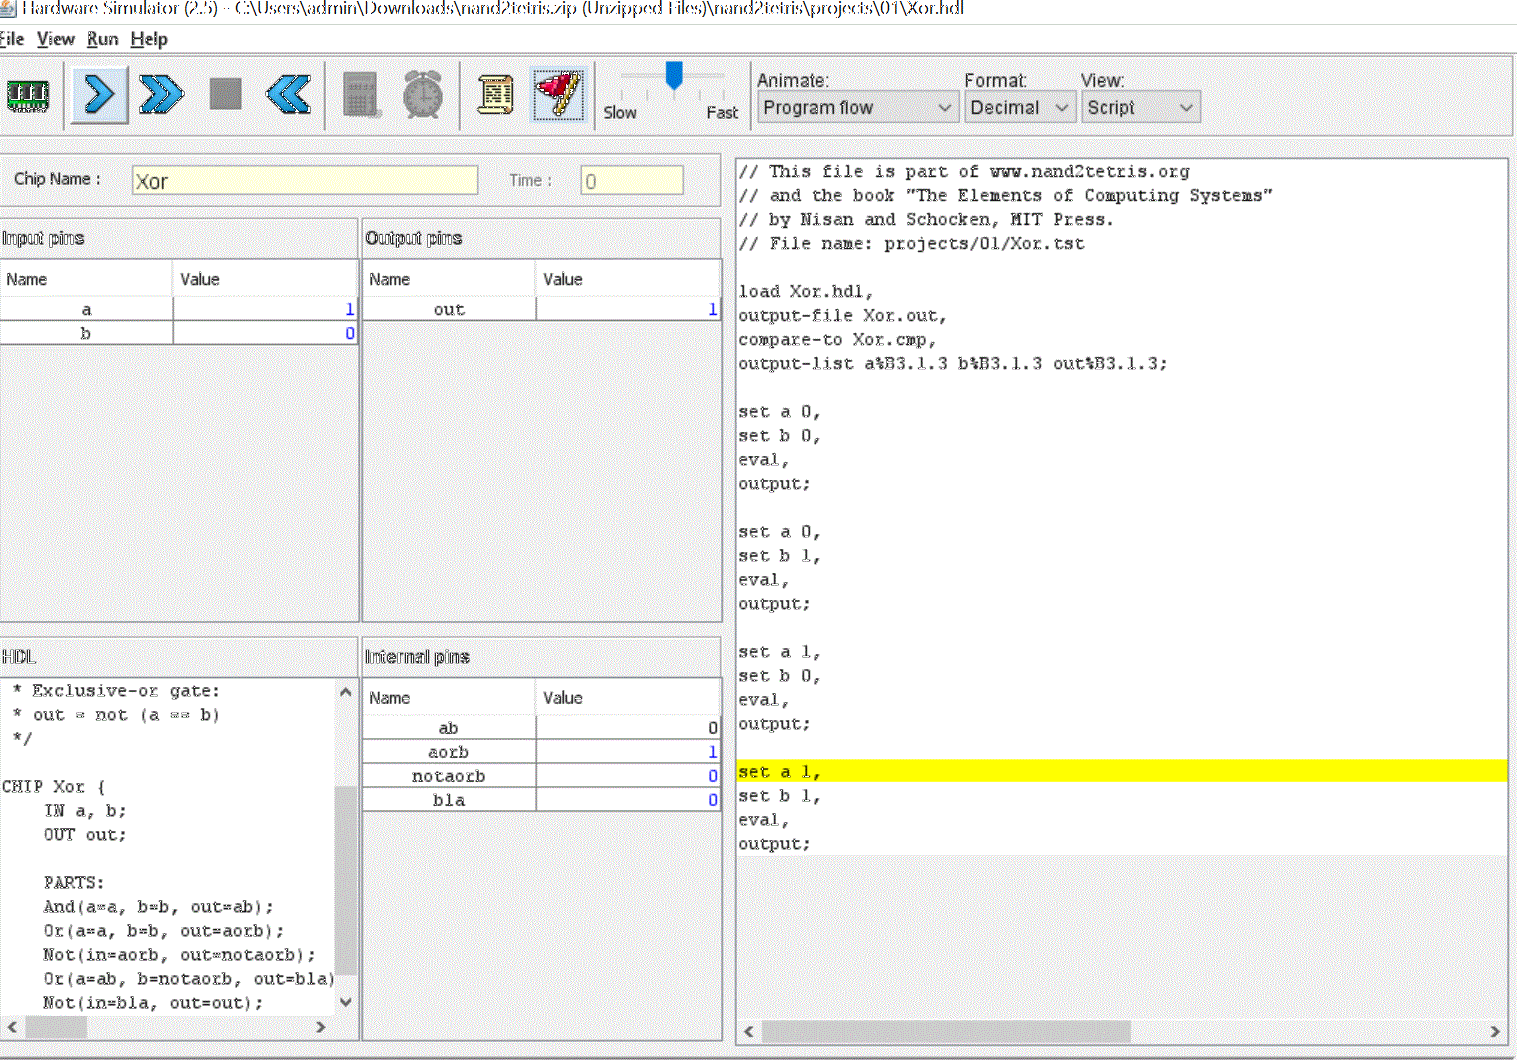 Hardware Simulator (2.5) - C:\Users\admin\Downloads\nand2tetris.zip (Unzipped Files)\nand2tetris\projects\01\Xor.hdl
File View Run Help
Slow Fast
Animate: Format: View:
Program flow Decimal Script
Chip Name : Xor Time : 0
Input pins
Name Value
a 1
b 0
Output pins
Name Value
out 1
HDL
* Exclusive-or gate:
* out = not (a == b)
*/
CHIP Xor {
IN a, b;
OUT out;
PARTS:
And(a=a, b=b, out=ab);
Or(a=a, b=b, out=aorb);
Not(in=aorb, out=notaorb);
Or(a=ab, b=notaorb, out=bla)
Not(in=bla, out=out);
Internal pins
Name Value
ab 0
aorb 1
notaorb 0
bla 0
// This file is part of www.nand2tetris.org
// and the book "The Elements of Computing Systems"
// by Nisan and Schocken, MIT Press.
// File name: projects/01/Xor.tst
load Xor.hdl,
output-file Xor.out,
compare-to Xor.cmp,
output-list a%B3.1.3 b%B3.1.3 out%B3.1.3;
set a 0,
set b 0,
eval,
output;
set a 0,
set b 1,
eval,
output;
set a 1,
set b 0,
eval,
output;
set a 1,
set b 1,
eval,
output;